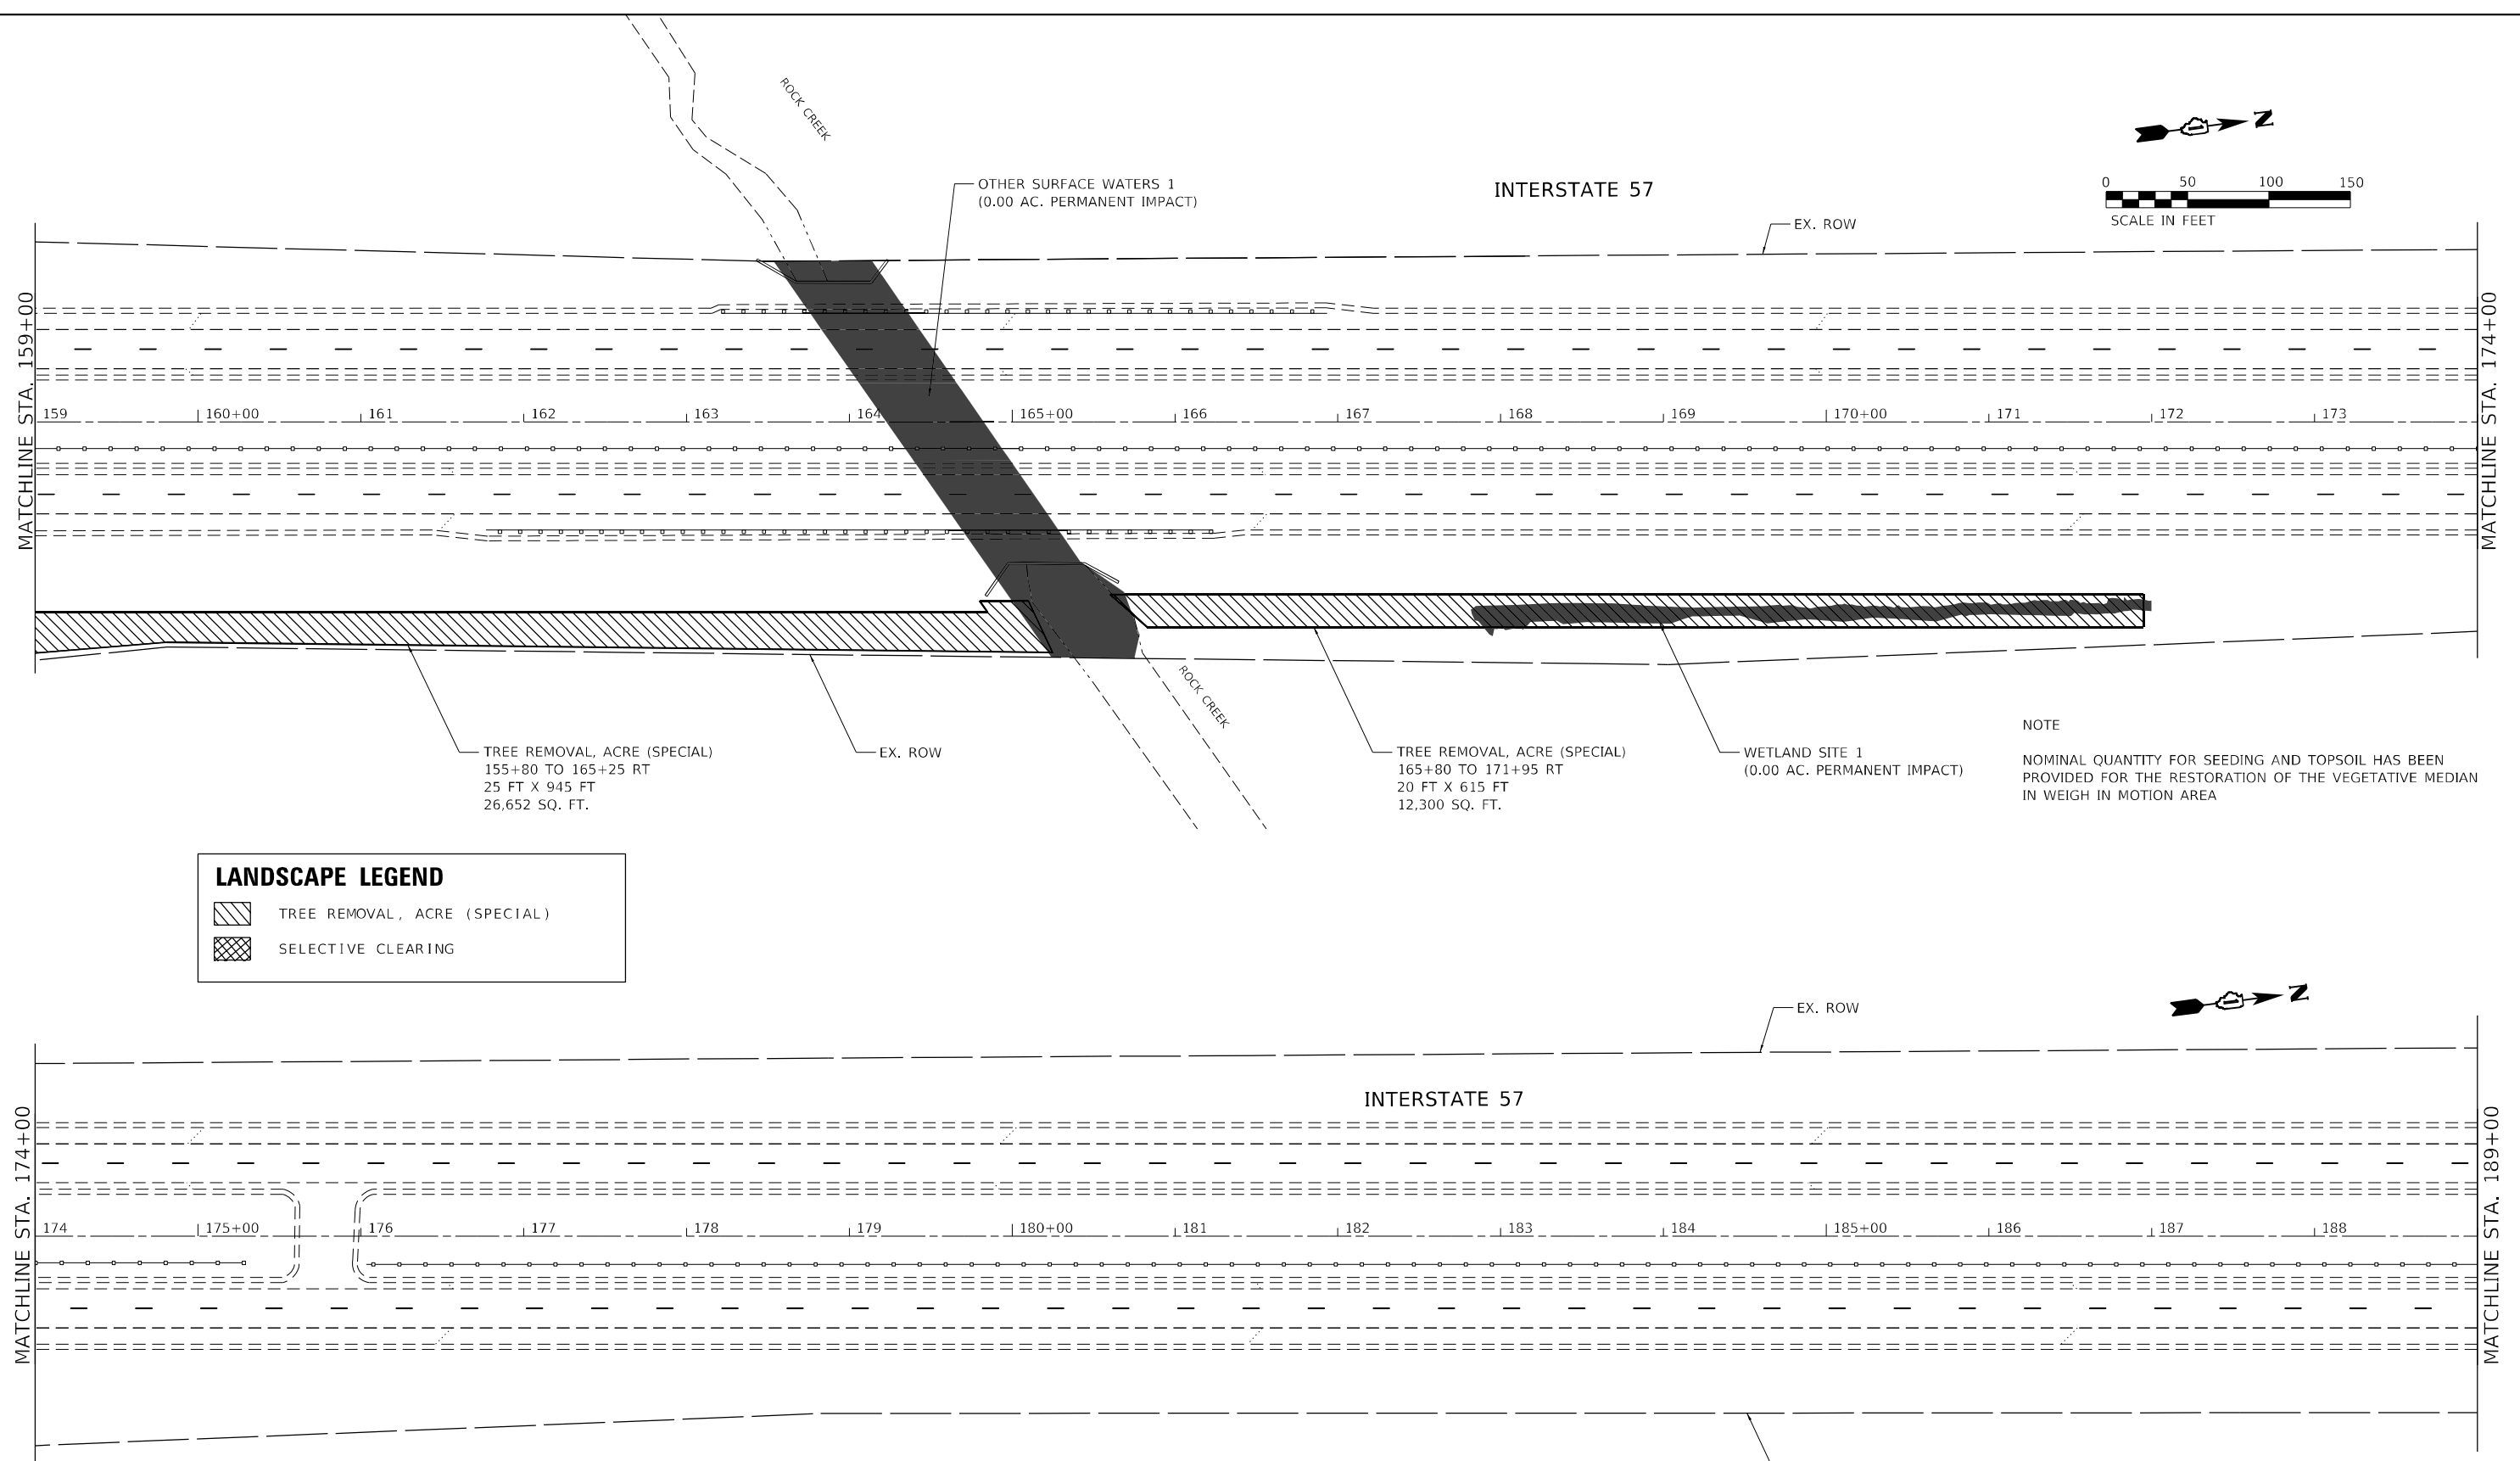 ROCK CREEK
OTHER SURFACE WATERS 1
(0.00 AC. PERMANENT IMPACT)
INTERSTATE 57
N
0 50 100 150
SCALE IN FEET
EX. ROW
MATCHLINE STA. 159+00
MATCHLINE STA. 174+00
159 160+00 161 162 163 164 165+00 166 167 168 169 170+00 171 172 173
ROCK CREEK
TREE REMOVAL, ACRE (SPECIAL)
155+80 TO 165+25 RT
25 FT X 945 FT
26,652 SQ. FT.
EX. ROW
TREE REMOVAL, ACRE (SPECIAL)
165+80 TO 171+95 RT
20 FT X 615 FT
12,300 SQ. FT.
WETLAND SITE 1
(0.00 AC. PERMANENT IMPACT)
NOTE
NOMINAL QUANTITY FOR SEEDING AND TOPSOIL HAS BEEN
PROVIDED FOR THE RESTORATION OF THE VEGETATIVE MEDIAN
IN WEIGH IN MOTION AREA
LANDSCAPE LEGEND
TREE REMOVAL, ACRE (SPECIAL)
SELECTIVE CLEARING
N
EX. ROW
INTERSTATE 57
MATCHLINE STA. 174+00
MATCHLINE STA. 189+00
174 175+00 176 177 178 179 180+00 181 182 183 184 185+00 186 187 188